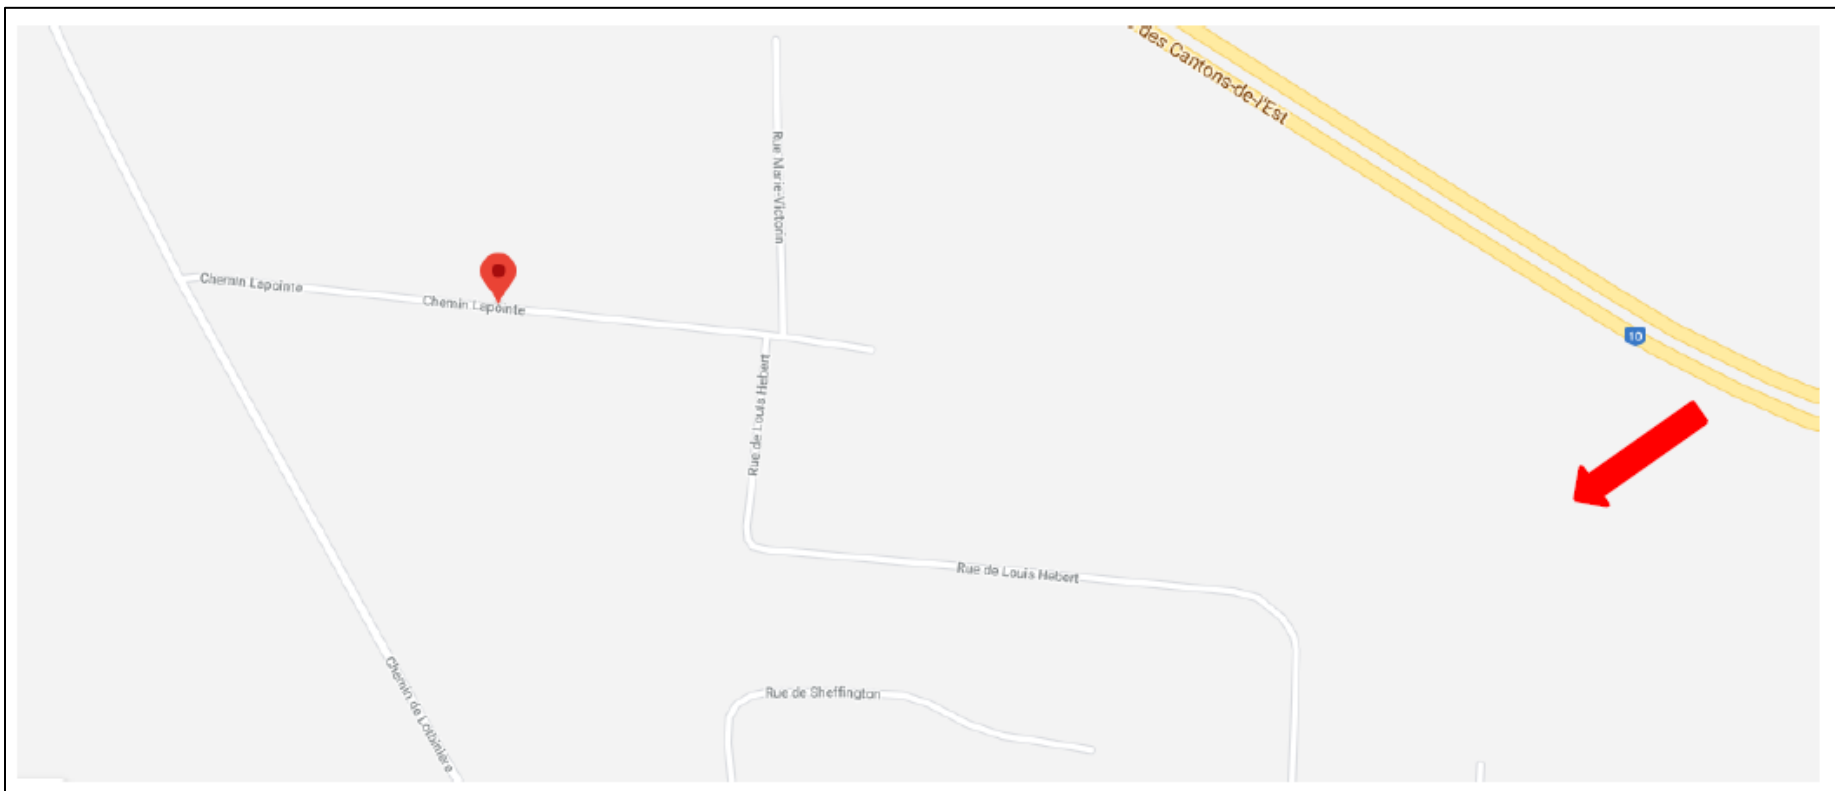 des Cantons-de-l'Est
Rue Marie-Victorin
Chemin Lapointe
Chemin Lapointe
10
Rue de Louis Hebert
Rue de Louis Hebert
Chemin de Lotbinière
Rue de Sheffington